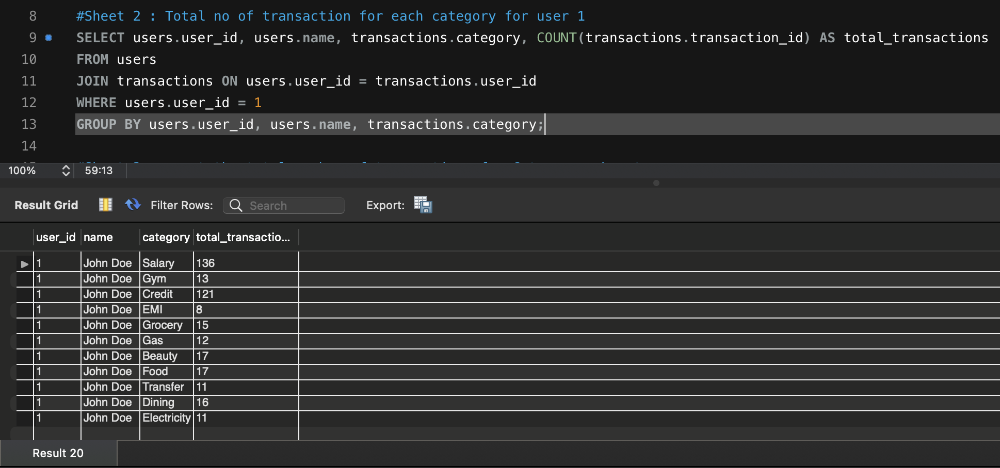 8 #Sheet 2 : Total no of transaction for each category for user 1
9 SELECT users.user_id, users.name, transactions.category, COUNT(transactions.transaction_id) AS total_transactions
10 FROM users
11 JOIN transactions ON users.user_id = transactions.user_id
12 WHERE users.user_id = 1
13 GROUP BY users.user_id, users.name, transactions.category;
14
100% 59:13
Result Grid Filter Rows: Search Export:
user_id name category total_transactio...
1 John Doe Salary 136
1 John Doe Gym 13
1 John Doe Credit 121
1 John Doe EMI 8
1 John Doe Grocery 15
1 John Doe Gas 12
1 John Doe Beauty 17
1 John Doe Food 17
1 John Doe Transfer 11
1 John Doe Dining 16
1 John Doe Electricity 11
Result 20